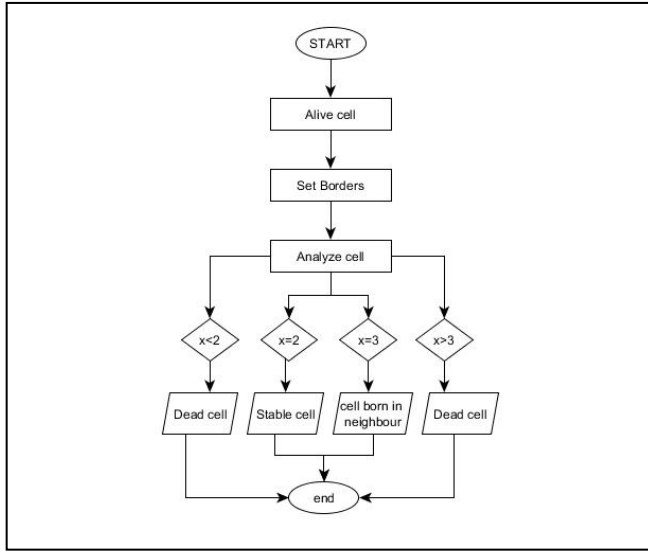 START
Alive cell
Set Borders
Analyze cell
x<2
x=2
x=3
x>3
Dead cell
Stable cell
cell born in
neighbour
Dead cell
end